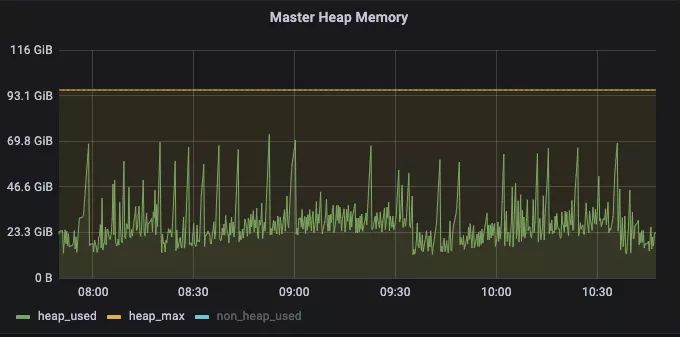 Master Heap Memory
116 GiB
93.1 GiB
69.8 GiB
46.6 GiB
23.3 GiB
0 B
08:00 08:30 09:00 09:30 10:00 10:30
heap_used heap_max non_heap_used